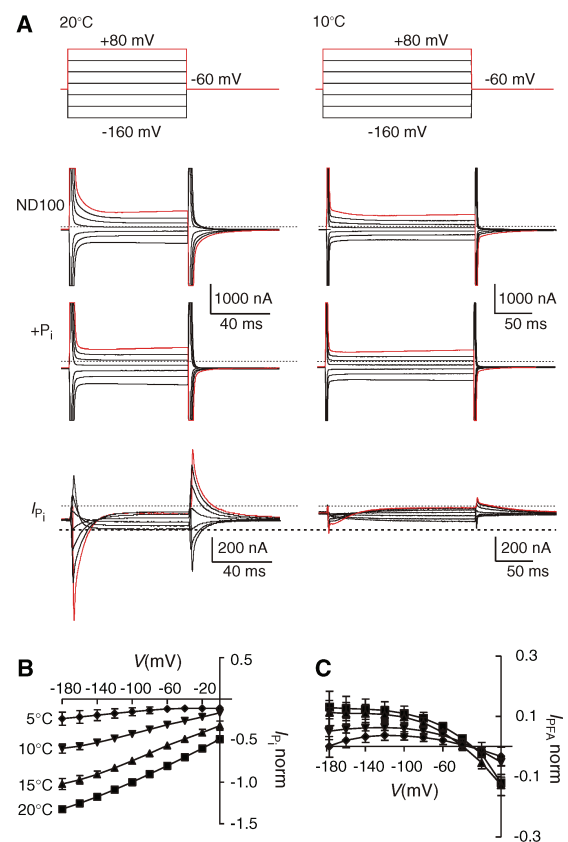 A
20°C
10°C
+80 mV
+80 mV
-60 mV
-60 mV
-160 mV
-160 mV
ND100
1000 nA
40 ms
1000 nA
50 ms
+Pi
IPi
200 nA
40 ms
200 nA
50 ms
B
V(mV)
0.5
-180 -140 -100 -60 -20
5°C
10°C
15°C
20°C
-0.5
-1.0
-1.5
IPi norm
C
0.3
0.1
-0.1
-0.3
-180 -140 -100 -60
V(mV)
IPFA norm